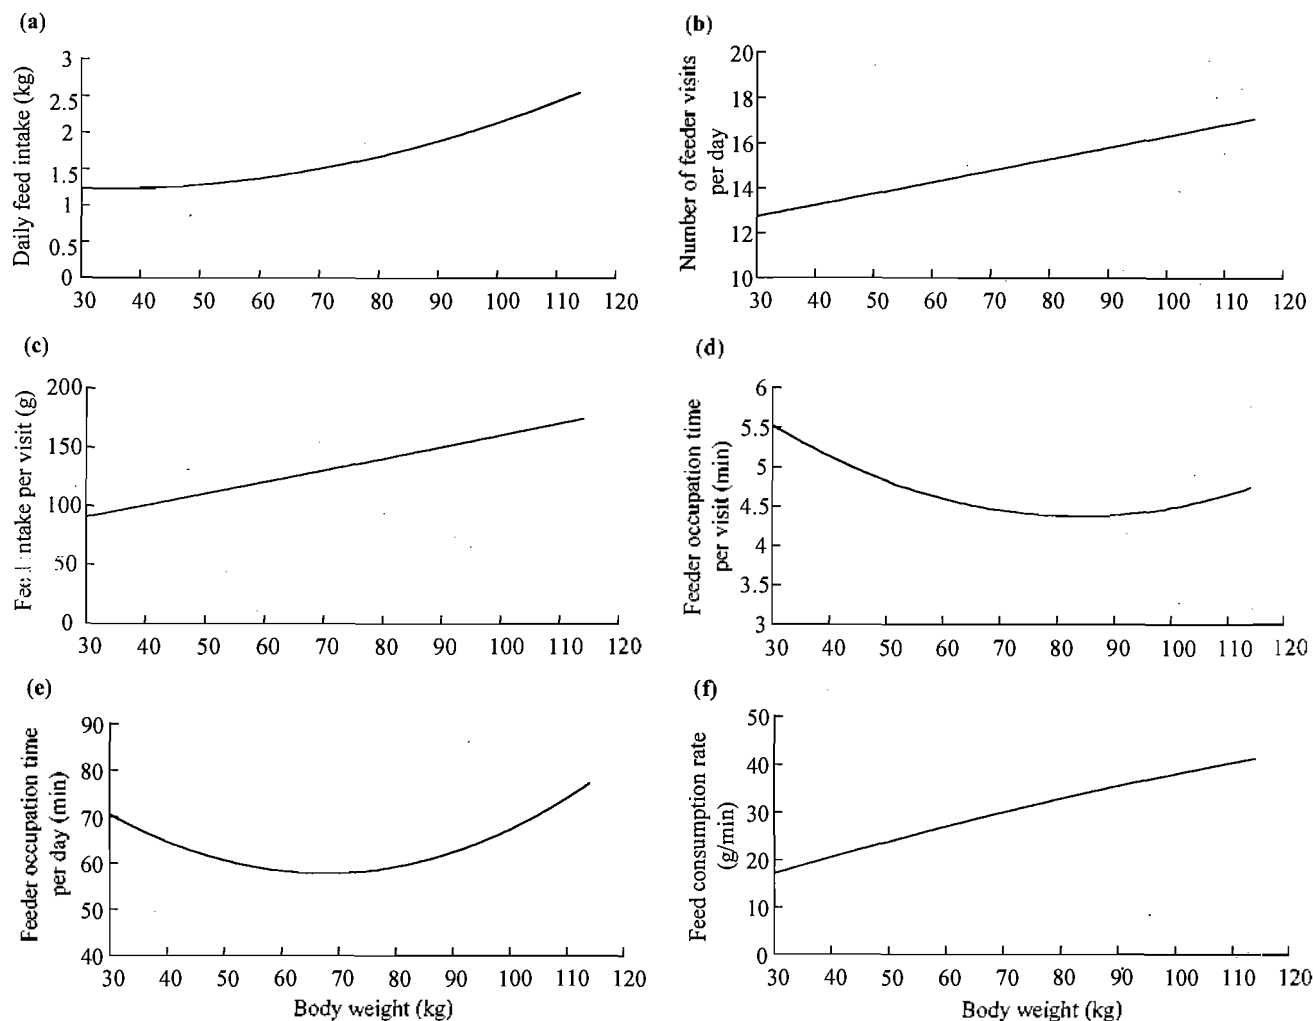 (a)
Daily feed intake (kg)
3
2.5
2
1.5
1
0.5
0
30 40 50 60 70 80 90 100 110 120
(b)
Number of feeder visits
per day
20
18
16
14
12
10
30 40 50 60 70 80 90 100 110 120
(c)
intake per visit (g)
200
150
100
50
0
30 40 50 60 70 80 90 100 110 120
(d)
Feeder occupation time
per visit (min)
6
5.5
5
4.5
4
3.5
3
30 40 50 60 70 80 90 100 110 120
(e)
Feeder occupation time
per day (min)
90
80
70
60
50
40
30 40 50 60 70 80 90 100 110 120
Body weight (kg)
(f)
Feed consumption rate
(g/min)
50
40
30
20
10
0
30 40 50 60 70 80 90 100 110 120
Body weight (kg)